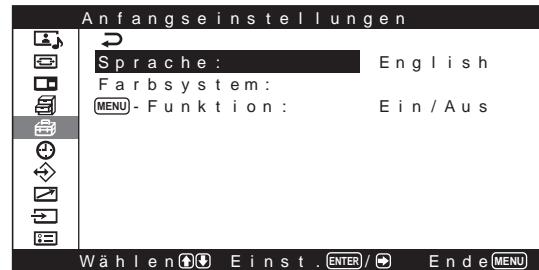 Anfangseinstellungen
Sprache: English
Farbsystem:
MENU-Funktion: Ein/Aus
Wählen Einst.ENTER/ Ende MENU